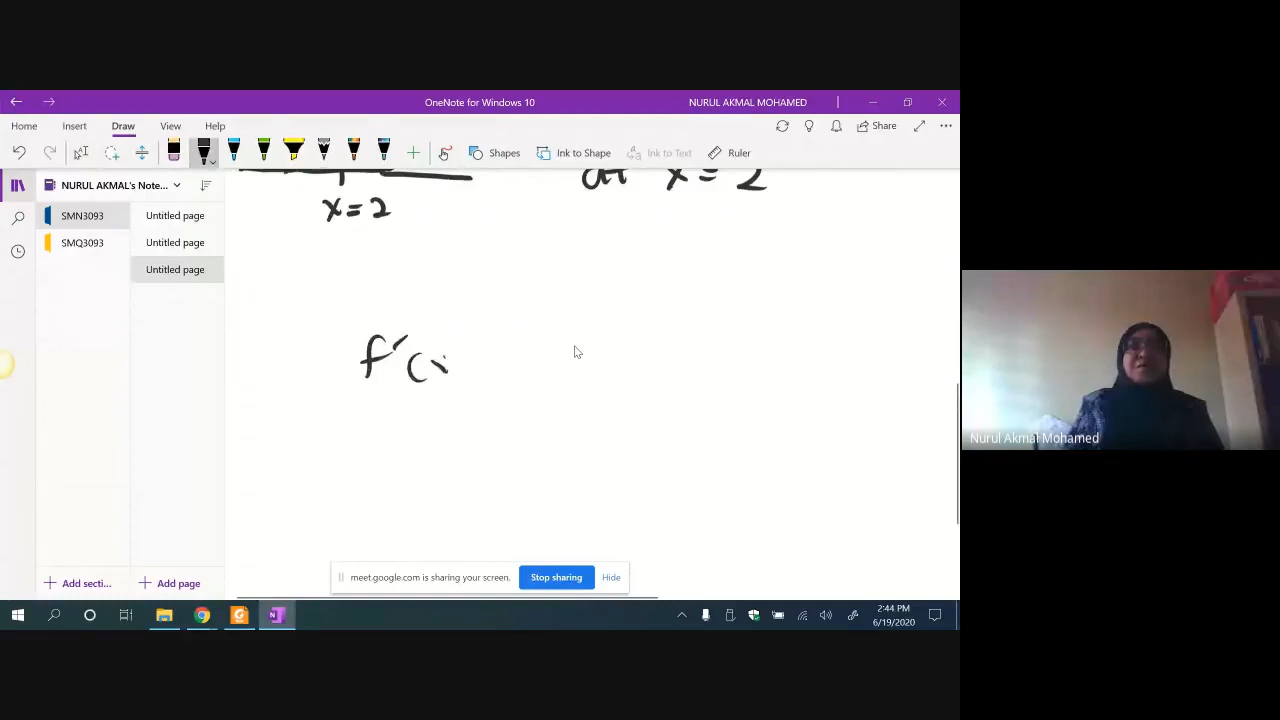 OneNote for Windows 10
NURUL AKMAL MOHAMED
Home Insert Draw View Help
Share
Shapes
Ink to Shape
Ink to Text
Ruler
NURUL AKMAL's Note...
SMN3093
SMQ3093
Untitled page
Untitled page
Untitled page
at x = 2
x = 2
f'(x
Nurul Akmal Mohamed
meet.google.com is sharing your screen.
Stop sharing
Hide
Add secti...
Add page
2:44 PM
6/19/2020